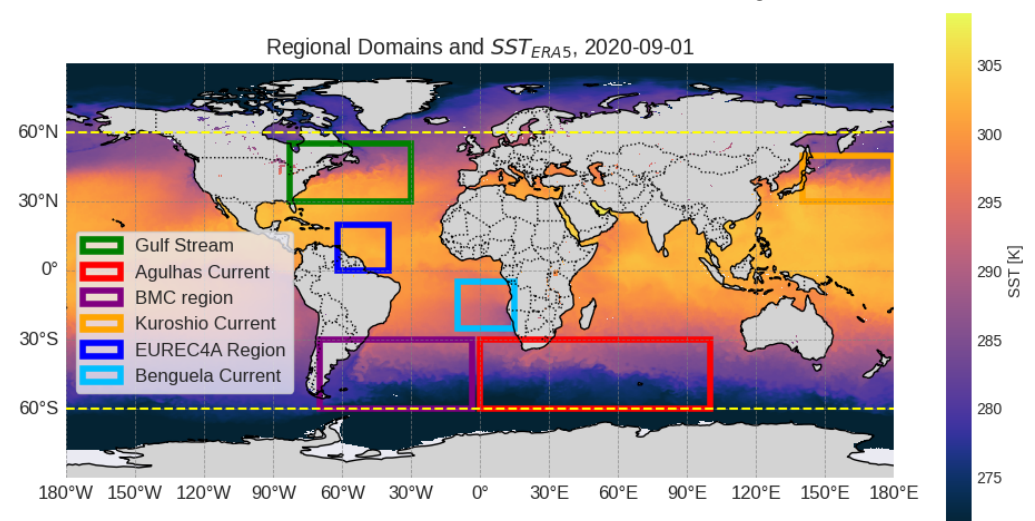 Regional Domains and SST_ERA5, 2020-09-01
60°N
30°N
0°
30°S
60°S
Gulf Stream
Agulhas Current
BMC region
Kuroshio Current
EUREC4A Region
Benguela Current
180°W 150°W 120°W 90°W 60°W 30°W 0° 30°E 60°E 90°E 120°E 150°E 180°E
305
300
295
290
285
280
275
SST [K]